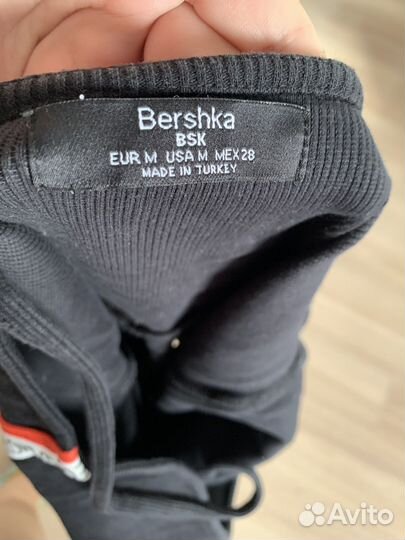 Bershka
BSK
EUR M USA M MEX 28
MADE IN TURKEY
Avito